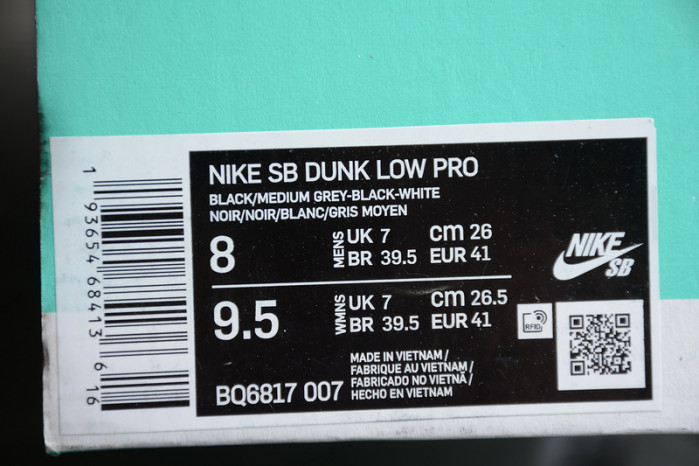 NIKE SB DUNK LOW PRO
BLACK/MEDIUM GREY-BLACK-WHITE
NOIR/NOIR/BLANC/GRIS MOYEN
8
MENS
UK 7 cm 26
BR 39.5 EUR 41
9.5
WMNS
UK 7 cm 26.5
BR 39.5 EUR 41
NIKE
SB
RFID
MADE IN VIETNAM /
FABRIQUE AU VIETNAM /
FABRICADO NO VIETNÃ /
HECHO EN VIETNAM
BQ6817 007
1 93654 68413 6 16